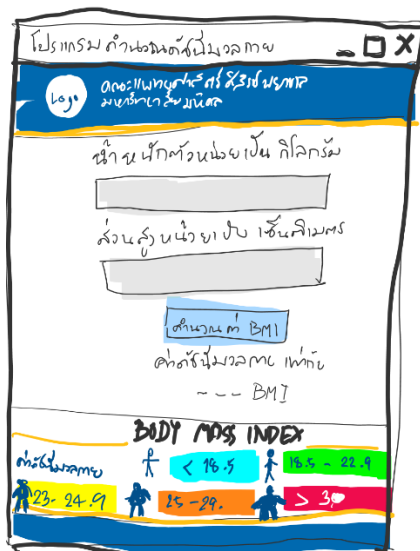 โปรแกรม คำนวณดัชนีมวลกาย
Logo
คณะแพทยศาสตร์ศิริราชพยาบาล
มหาวิทยาลัยมหิดล
น้ำหนักตัวหน่วยเป็น กิโลกรัม
ส่วนสูงหน่วยเป็น เซ็นติเมตร
คำนวณค่า BMI
ค่าดัชนีมวลกาย เท่ากับ
--- BMI
BODY MASS INDEX
ค่าดัชนีมวลกาย < 18.5 18.5 - 22.9
23 - 24.9 25 - 29. > 30